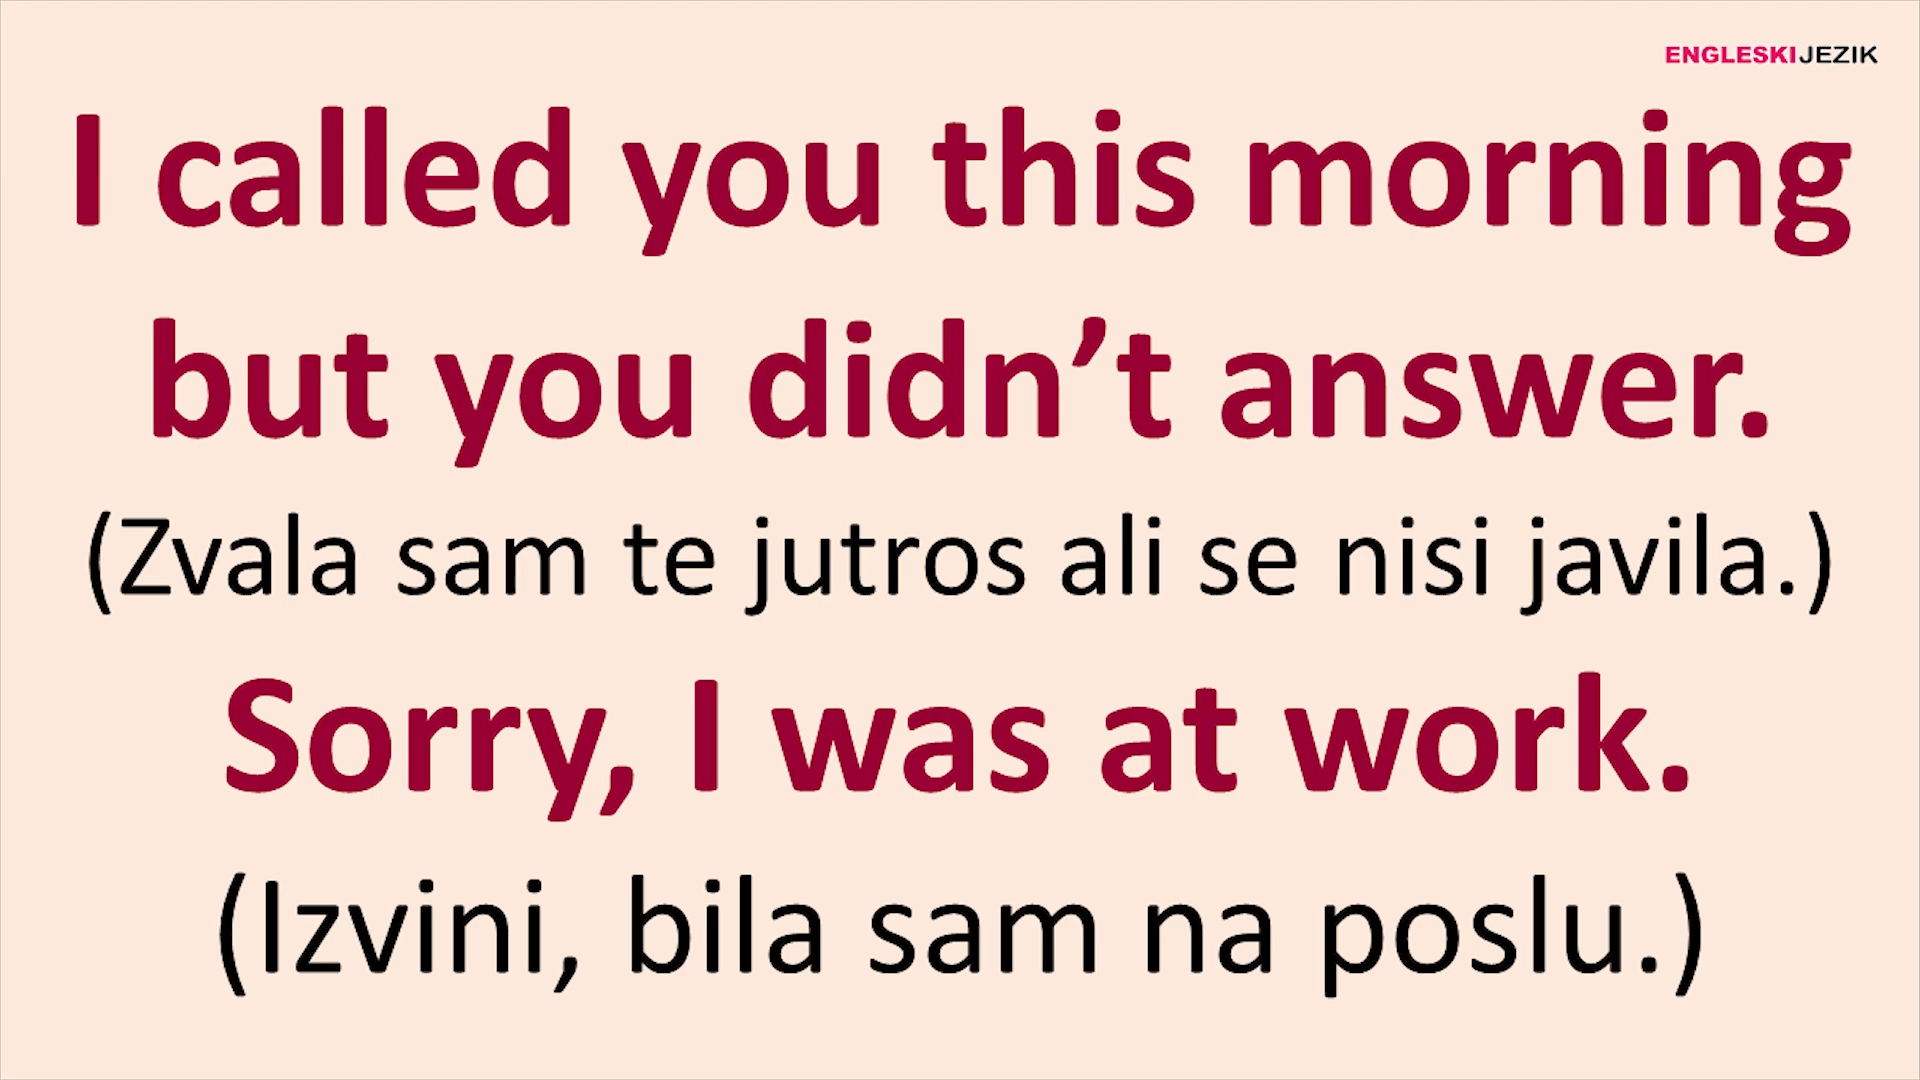 ENGLESKIJEZIK
I called you this morning
but you didn’t answer.
(Zvala sam te jutros ali se nisi javila.)
Sorry, I was at work.
(Izvini, bila sam na poslu.)